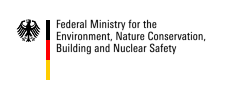 Federal Ministry for the
Environment, Nature Conservation,
Building and Nuclear Safety